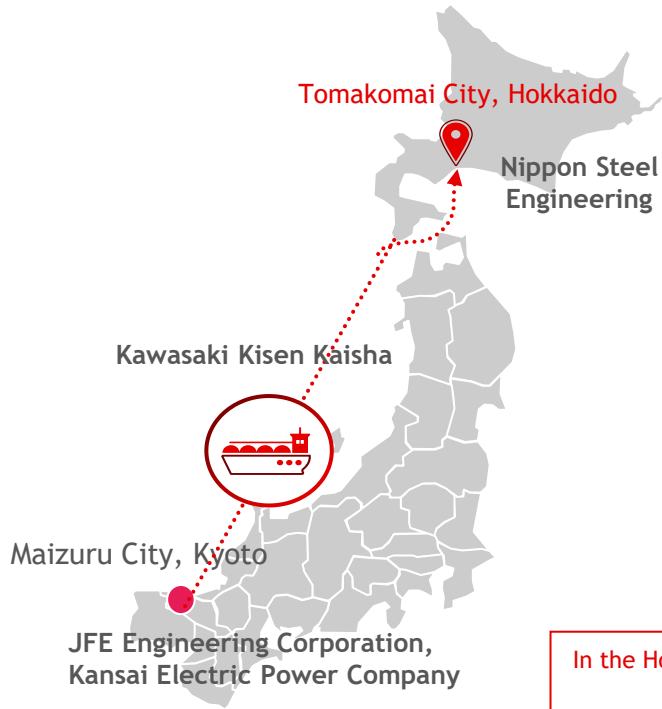 Tomakomai City, Hokkaido
Nippon Steel
Engineering
Kawasaki Kisen Kaisha
Maizuru City, Kyoto
JFE Engineering Corporation,
Kansai Electric Power Company
In the Ho